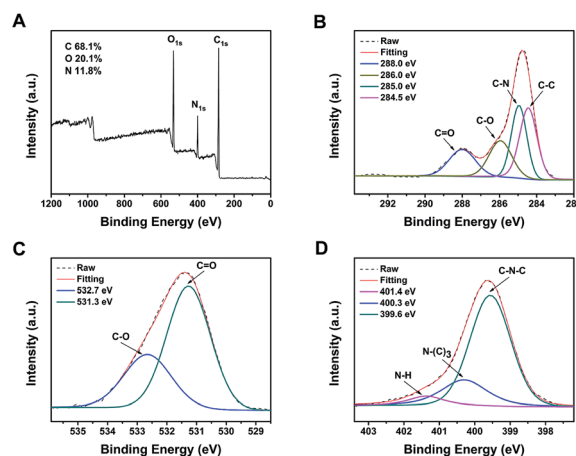 A
C 68.1%
O 20.1%
N 11.8%
O1s
C1s
N1s
Intensity (a.u.)
1200 1000 800 600 400 200 0
Binding Energy (eV)
B
Raw
Fitting
288.0 eV
286.0 eV
285.0 eV
284.5 eV
C-N
C-C
C-O
C=O
Intensity (a.u.)
292 290 288 286 284 28
Binding Energy (eV)
C
Raw
Fitting
532.7 eV
531.3 eV
C=O
C-O
Intensity (a.u.)
535 534 533 532 531 530 529
Binding Energy (eV)
D
Raw
Fitting
401.4 eV
400.3 eV
399.6 eV
C-N-C
N-(C)3
N-H
Intensity (a.u.)
403 402 401 400 399 398
Binding Energy (eV)